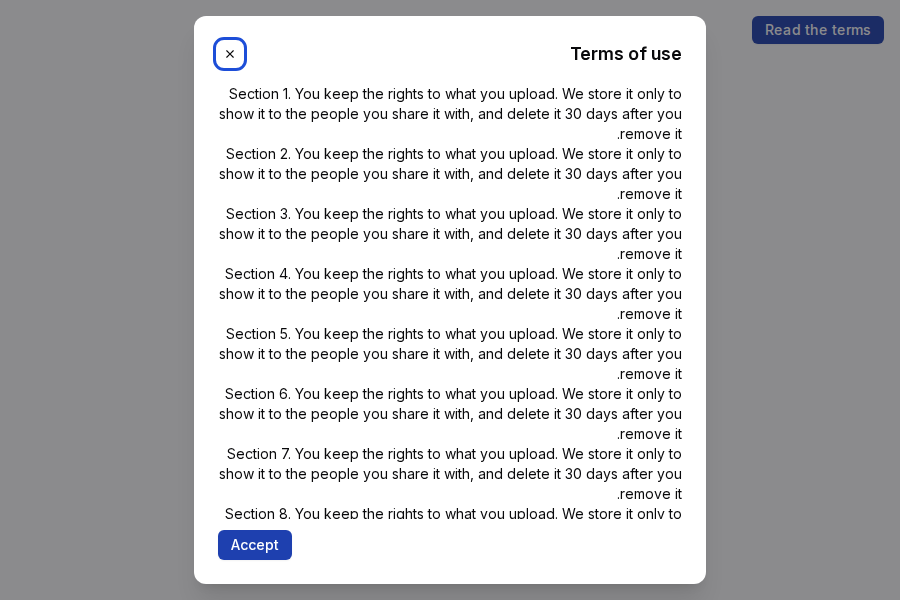 Read the terms
Terms of use
×
Section 1. You keep the rights to what you upload. We store it only to
show it to the people you share it with, and delete it 30 days after you
.remove it
Section 2. You keep the rights to what you upload. We store it only to
show it to the people you share it with, and delete it 30 days after you
.remove it
Section 3. You keep the rights to what you upload. We store it only to
show it to the people you share it with, and delete it 30 days after you
.remove it
Section 4. You keep the rights to what you upload. We store it only to
show it to the people you share it with, and delete it 30 days after you
.remove it
Section 5. You keep the rights to what you upload. We store it only to
show it to the people you share it with, and delete it 30 days after you
.remove it
Section 6. You keep the rights to what you upload. We store it only to
show it to the people you share it with, and delete it 30 days after you
.remove it
Section 7. You keep the rights to what you upload. We store it only to
show it to the people you share it with, and delete it 30 days after you
.remove it
Section 8. You keep the rights to what you upload. We store it only to
Accept